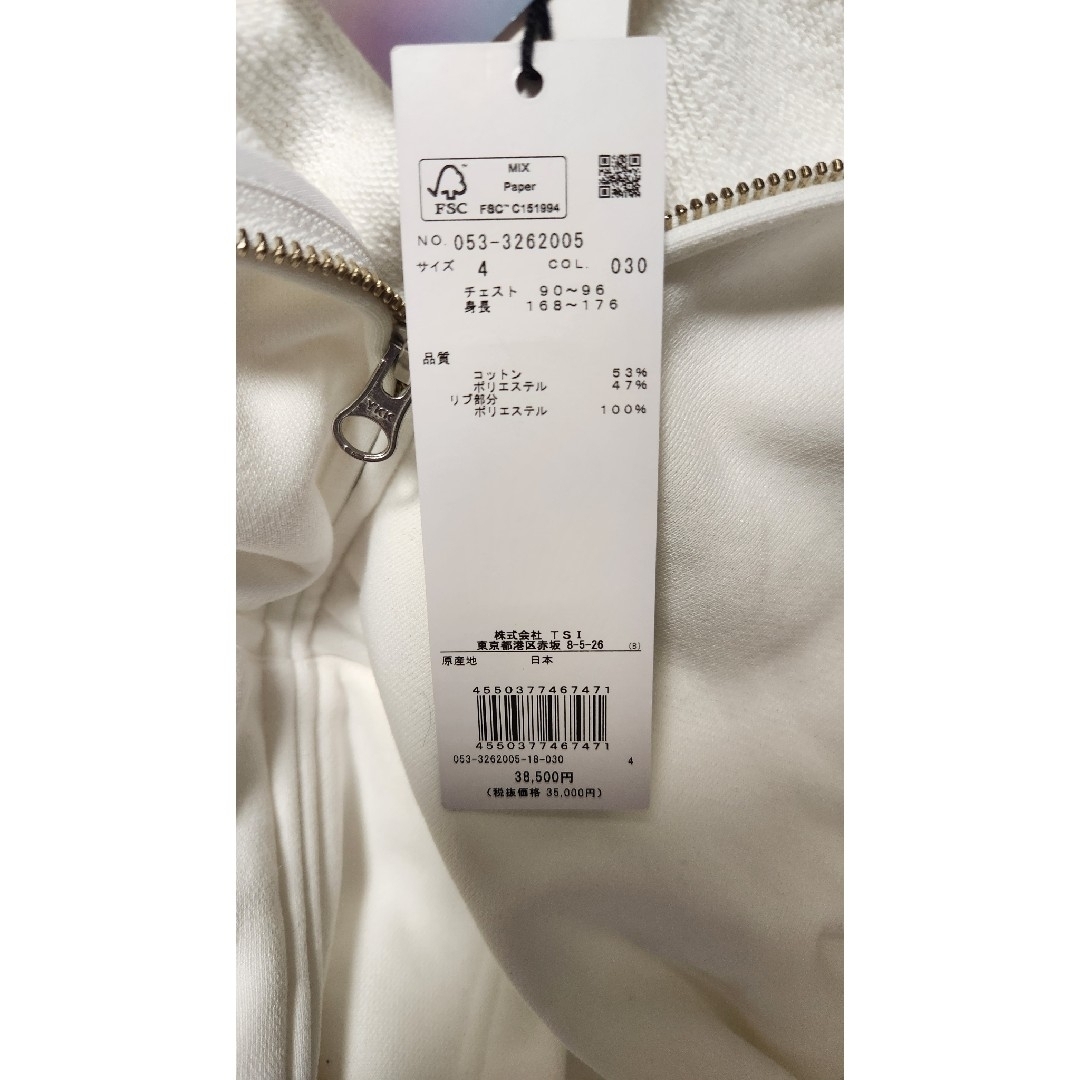 MIX
Paper
FSC™ C151994
FSC
NO. 053-3262005
サイズ 4 COL. 030
チェスト 90〜96
身長 168〜176
品質
コットン 53%
ポリエステル 47%
リブ部分
ポリエステル 100%
YKK
株式会社 TSI
東京都港区赤坂 8-5-26 (8)
原産地 日本
4550377467471
4550377467471
053-3262005-18-030 4
38,500円
(税抜価格 35,000円)